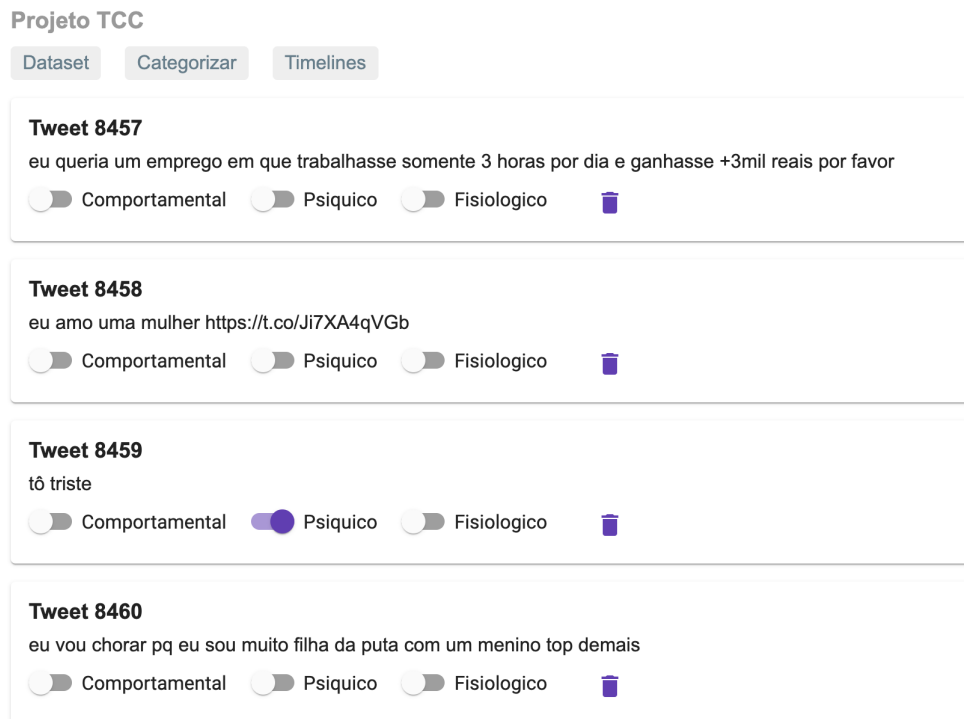 Projeto TCC
Dataset Categorizar Timelines
Tweet 8457
eu queria um emprego em que trabalhasse somente 3 horas por dia e ganhasse +3mil reais por favor
Comportamental Psiquico Fisiologico
Tweet 8458
eu amo uma mulher https://t.co/Ji7XA4qVGb
Comportamental Psiquico Fisiologico
Tweet 8459
tô triste
Comportamental Psiquico Fisiologico
Tweet 8460
eu vou chorar pq eu sou muito filha da puta com um menino top demais
Comportamental Psiquico Fisiologico